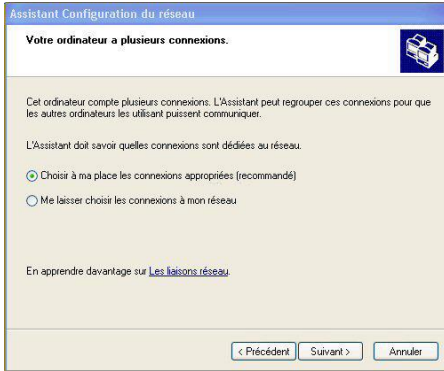 Assistant Configuration du réseau
Votre ordinateur a plusieurs connexions.
Cet ordinateur compte plusieurs connexions. L'Assistant peut regrouper ces connexions pour que
les autres ordinateurs les utilisant puissent communiquer.
L'Assistant doit savoir quelles connexions sont dédiées au réseau.
Choisir à ma place les connexions appropriées (recommandé)
Me laisser choisir les connexions à mon réseau
En apprendre davantage sur Les liaisons réseau.
< Précédent Suivant > Annuler